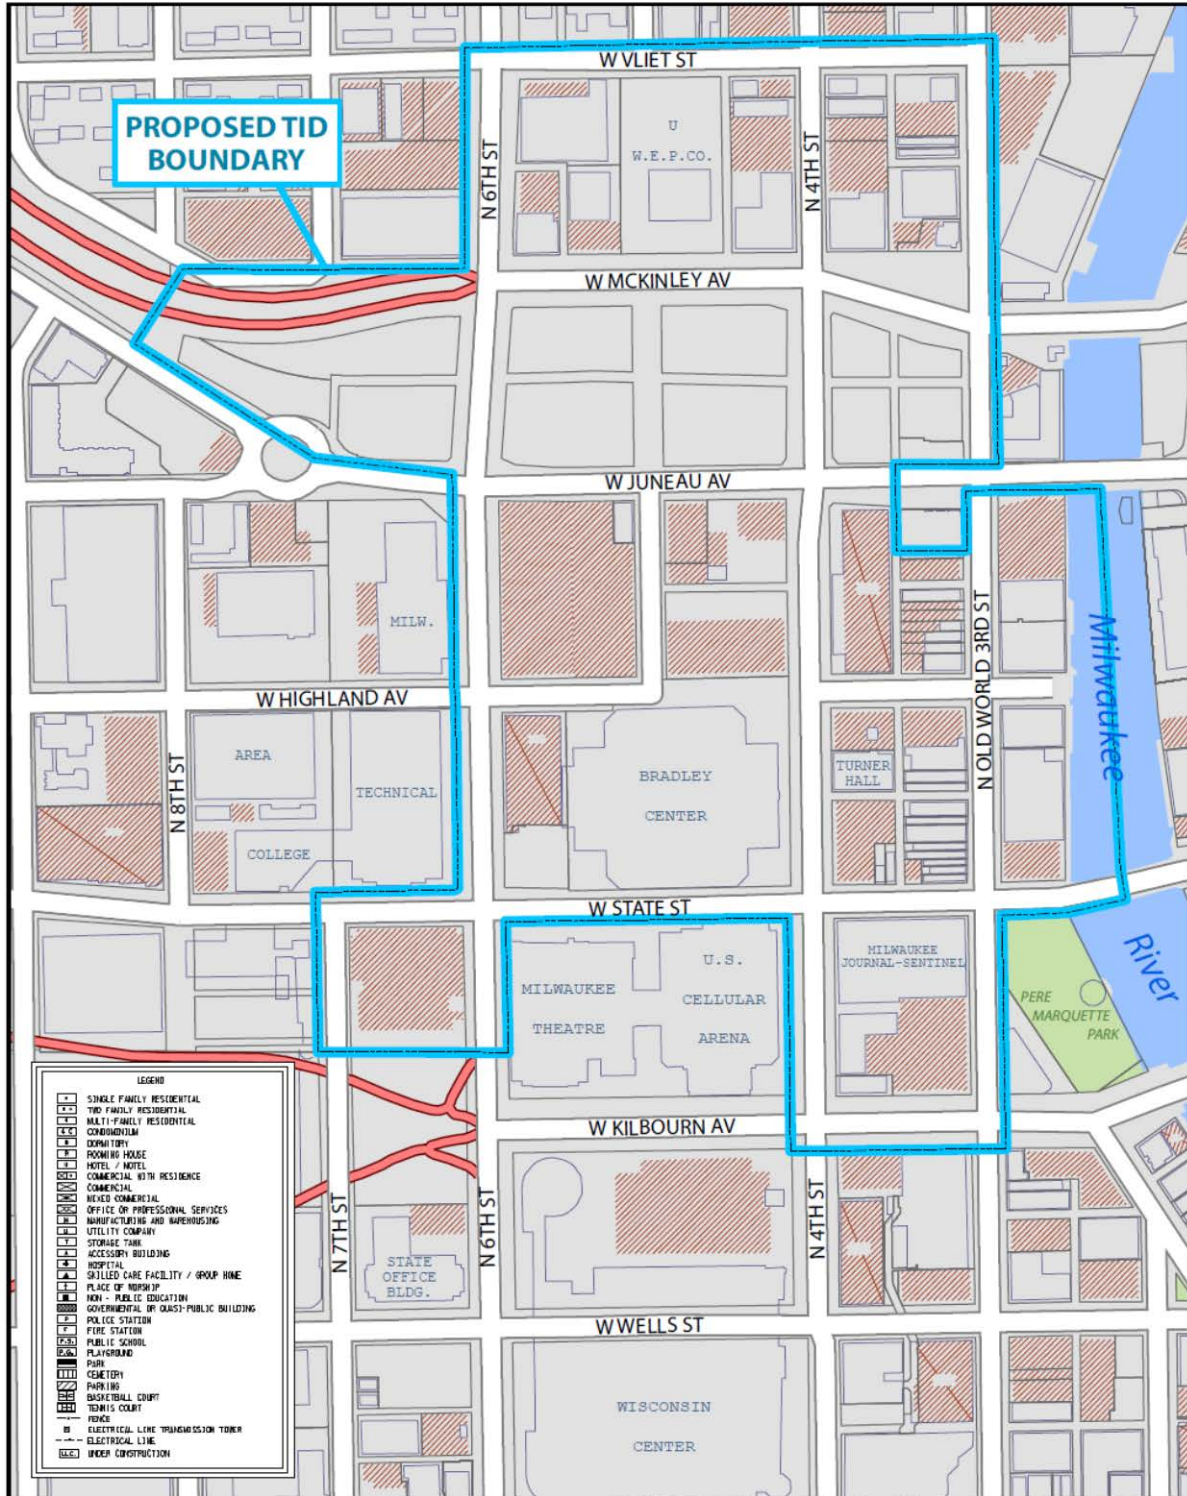 W VLIET ST
PROPOSED TID
BOUNDARY
U
W.E.P.CO.
N 6TH ST
N 4TH ST
W MCKINLEY AV
W JUNEAU AV
MILW.
N OLD WORLD 3RD ST
Milwaukee
W HIGHLAND AV
AREA
TECHNICAL
COLLEGE
N 8TH ST
BRADLEY
CENTER
TURNER
HALL
W STATE ST
MILWAUKEE
THEATRE
U.S.
CELLULAR
ARENA
MILWAUKEE
JOURNAL-SENTINEL
River
PERE
MARQUETTE
PARK
W KILBOURN AV
N 7TH ST
N 6TH ST
N 4TH ST
STATE
OFFICE
BLDG.
W WELLS ST
WISCONSIN
CENTER
LEGEND
SINGLE FAMILY RESIDENTIAL
TWO FAMILY RESIDENTIAL
MULTI-FAMILY RESIDENTIAL
CONDOMINIUM
DORMITORY
ROOMING HOUSE
HOTEL / MOTEL
COMMERCIAL WITH RESIDENCE
COMMERCIAL
MIXED COMMERCIAL
OFFICE OR PROFESSIONAL SERVICES
MANUFACTURING AND WAREHOUSING
U UTILITY COMPANY
T STORAGE TANK
A ACCESSORY BUILDING
HOSPITAL
SKILLED CARE FACILITY / GROUP HOME
PLACE OF WORSHIP
NON - PUBLIC EDUCATION
GOVERNMENTAL OR QUASI-PUBLIC BUILDING
P POLICE STATION
F FIRE STATION
P.S. PUBLIC SCHOOL
P.G. PLAYGROUND
PARK
CEMETERY
PARKING
BASKETBALL COURT
TENNIS COURT
FENCE
ELECTRICAL LINE TRANSMISSION TOWER
ELECTRICAL LINE
U.C. UNDER CONSTRUCTION